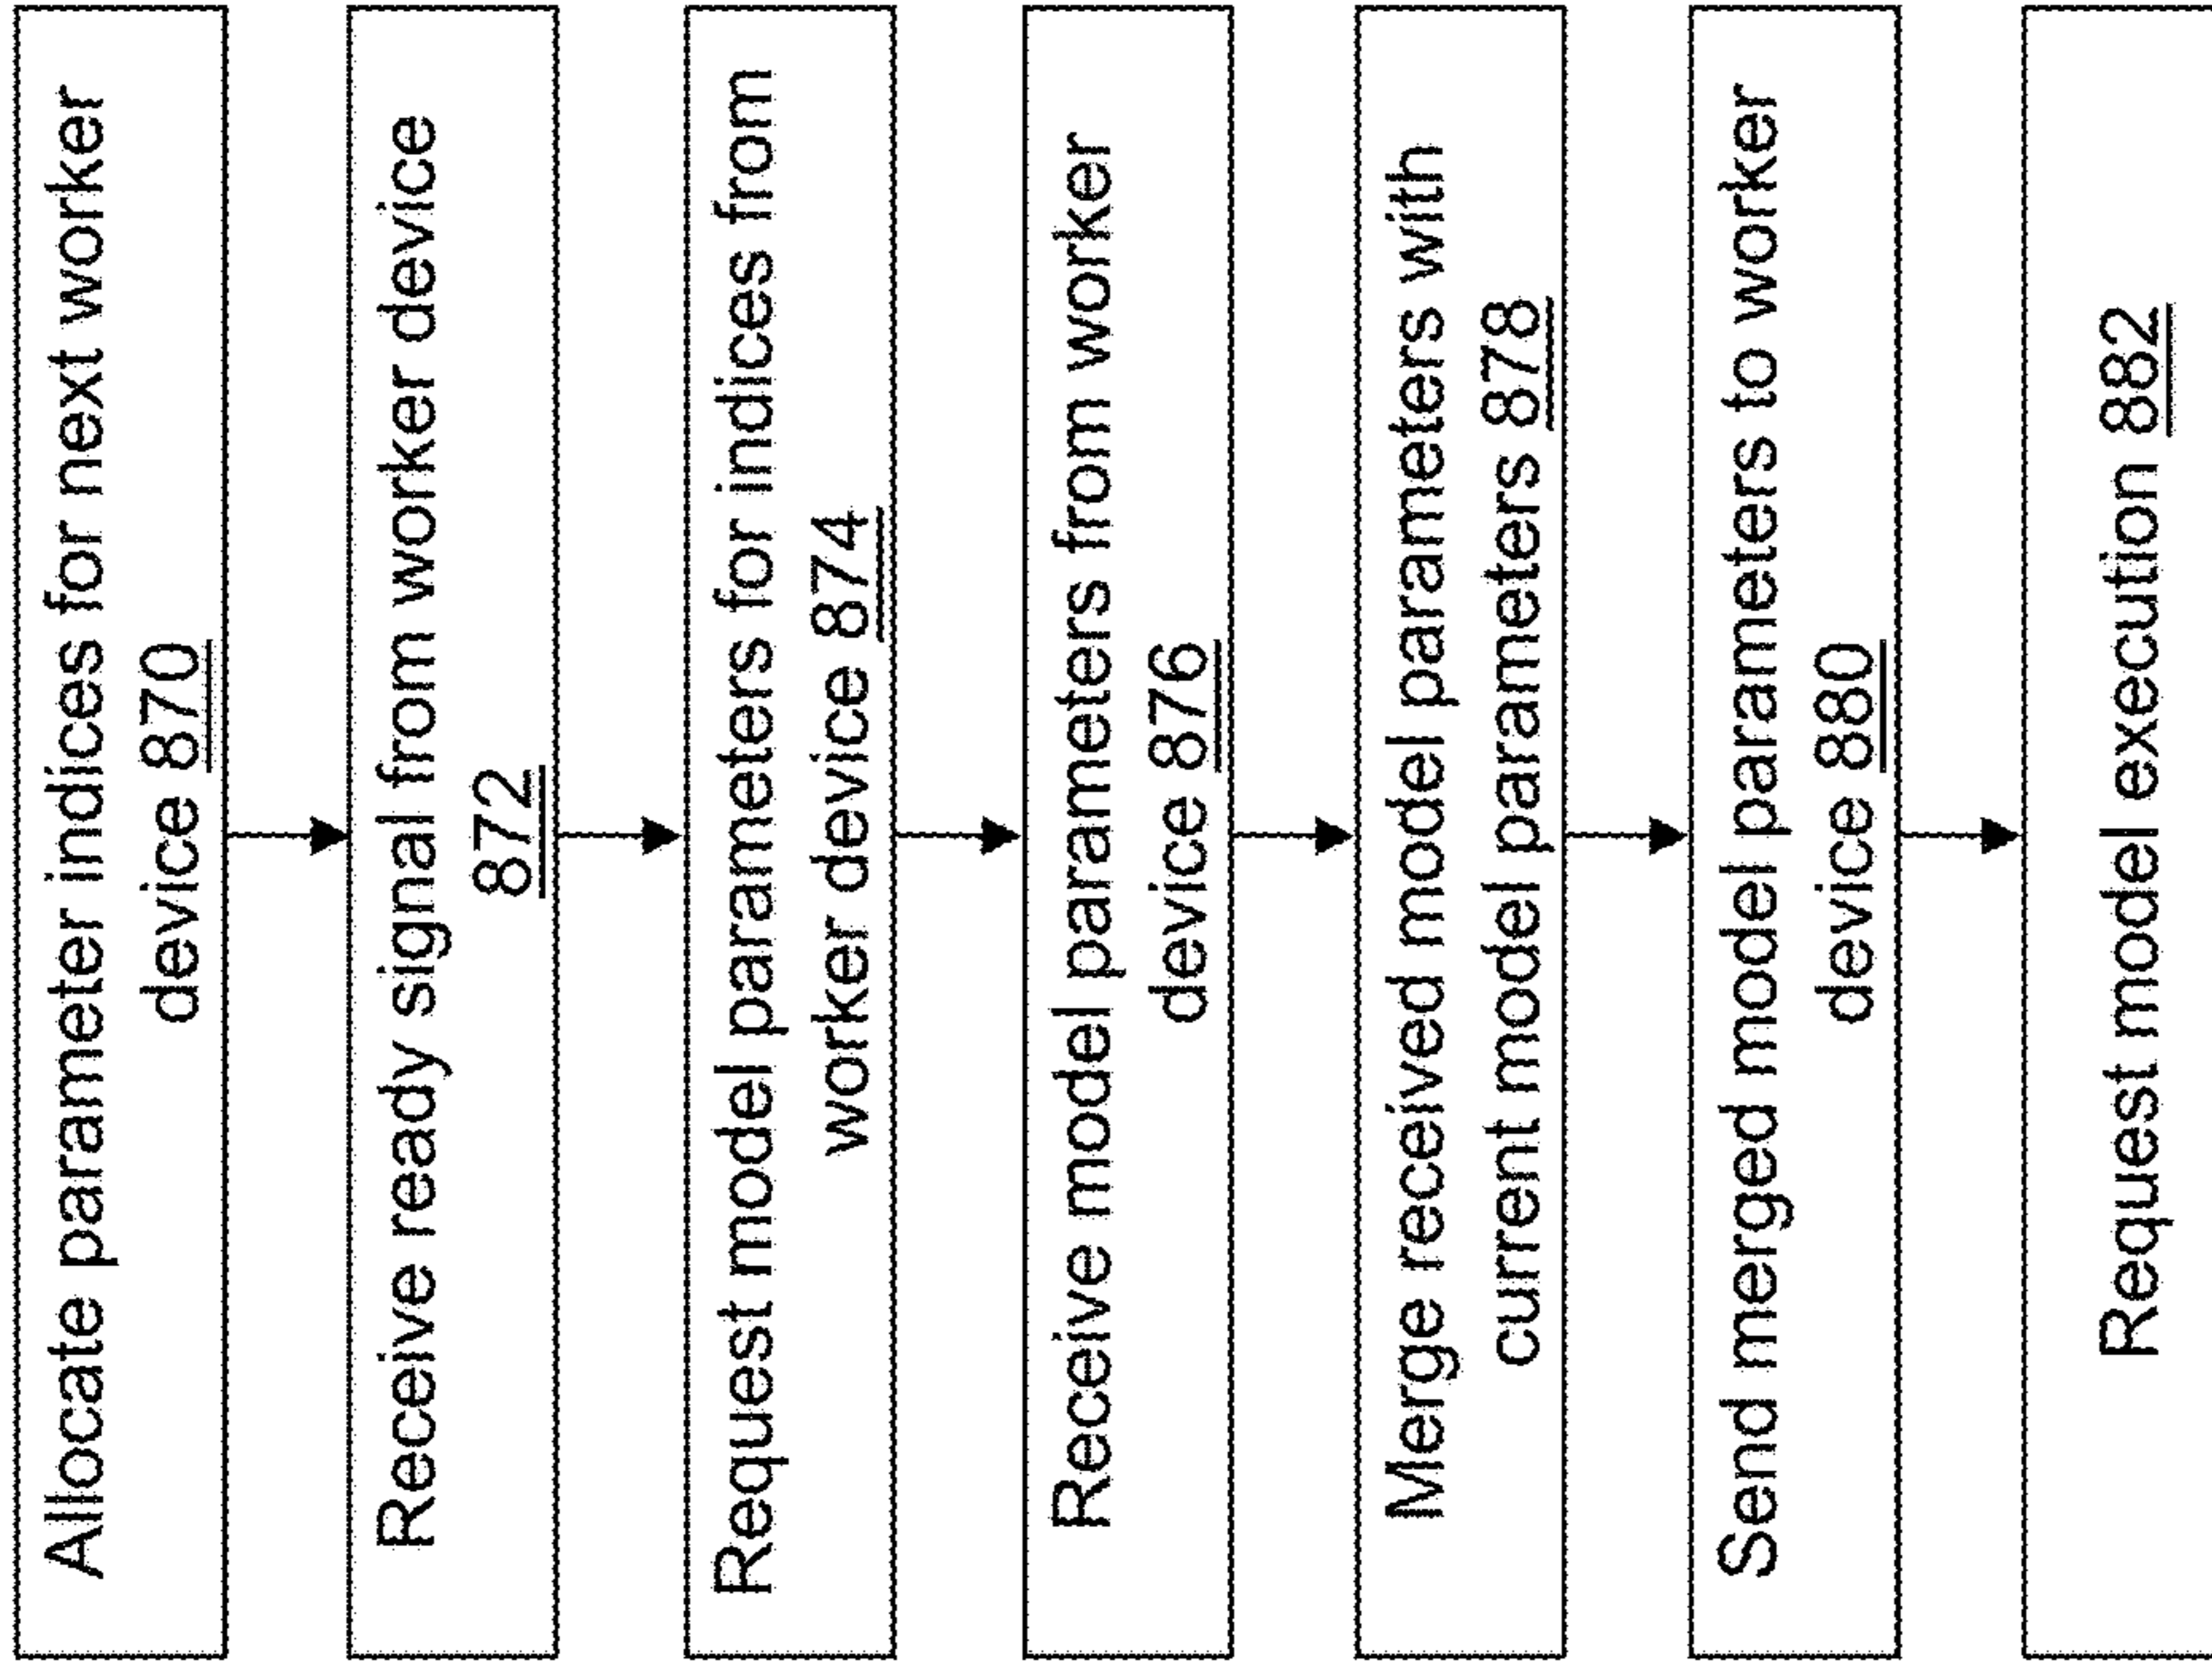 Allocate parameter indices for next worker
device 870
Receive ready signal from worker device
872
Request model parameters for indices from
worker device 874
Receive model parameters from worker
device 876
Merge received model parameters with
current model parameters 878
Send merged model parameters to worker
device 880
Request model execution 882